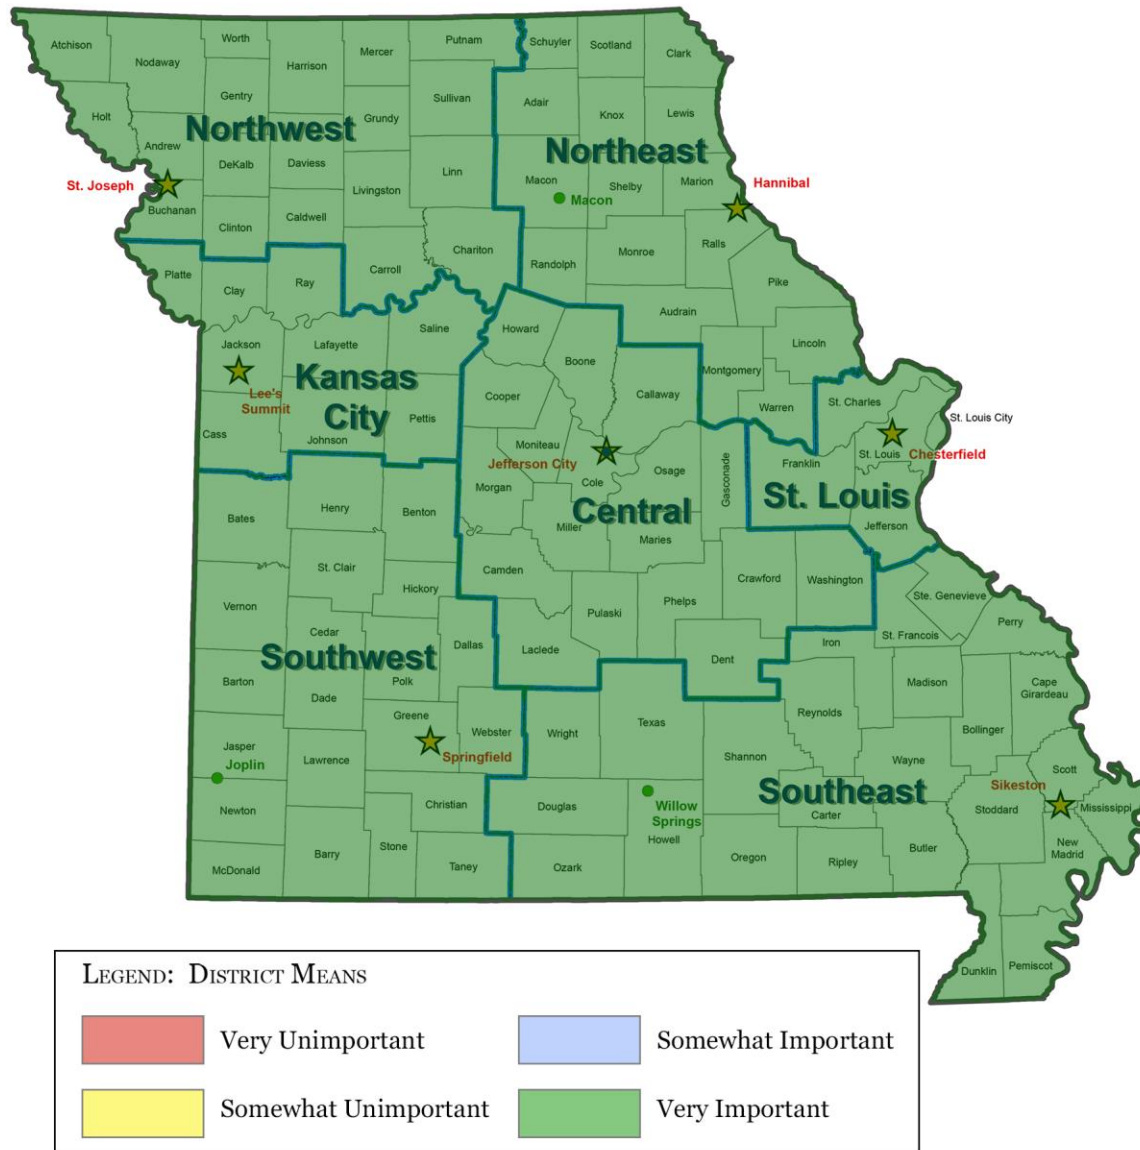 Atchison
Nodaway
Worth
Harrison
Mercer
Putnam
Schuyler
Scotland
Clark
Holt
Gentry
Sullivan
Adair
Knox
Lewis
Andrew
Northwest
Grundy
Northeast
DeKalb
Daviess
Livingston
Linn
Macon
Shelby
Marion
St. Joseph
Hannibal
Macon
Buchanan
Clinton
Caldwell
Chariton
Randolph
Monroe
Ralls
Platte
Clay
Ray
Carroll
Pike
Audrain
Saline
Howard
Boone
Lincoln
Jackson
Lafayette
Callaway
Montgomery
Kansas
City
Lee's
Summit
Cooper
Warren
St. Charles
St. Louis City
Cass
Johnson
Pettis
Moniteau
Jefferson City
Cole
Osage
Gasconade
Franklin
St. Louis
Chesterfield
Morgan
Central
St. Louis
Bates
Henry
Benton
Miller
Maries
Jefferson
St. Clair
Hickory
Camden
Pulaski
Phelps
Crawford
Washington
Ste. Genevieve
Vernon
Cedar
Dallas
Laclede
Dent
Iron
St. Francois
Perry
Southwest
Barton
Dade
Polk
Madison
Cape
Girardeau
Greene
Webster
Wright
Texas
Reynolds
Bollinger
Jasper
Joplin
Lawrence
Springfield
Shannon
Wayne
Scott
Newton
Christian
Douglas
Willow
Springs
Howell
Southeast
Carter
Sikeston
Stoddard
Mississippi
McDonald
Barry
Stone
Taney
Ozark
Oregon
Ripley
Butler
New
Madrid
Dunklin
Pemiscot
LEGEND: DISTRICT MEANS
Very Unimportant
Somewhat Important
Somewhat Unimportant
Very Important